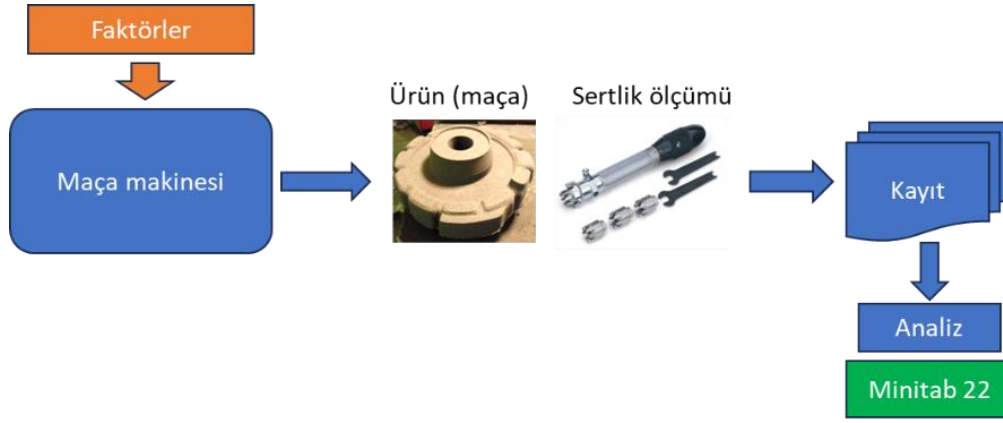 Faktörler
Maça makinesi
Ürün (maça)
Sertlik ölçümü
Kayıt
Analiz
Minitab 22